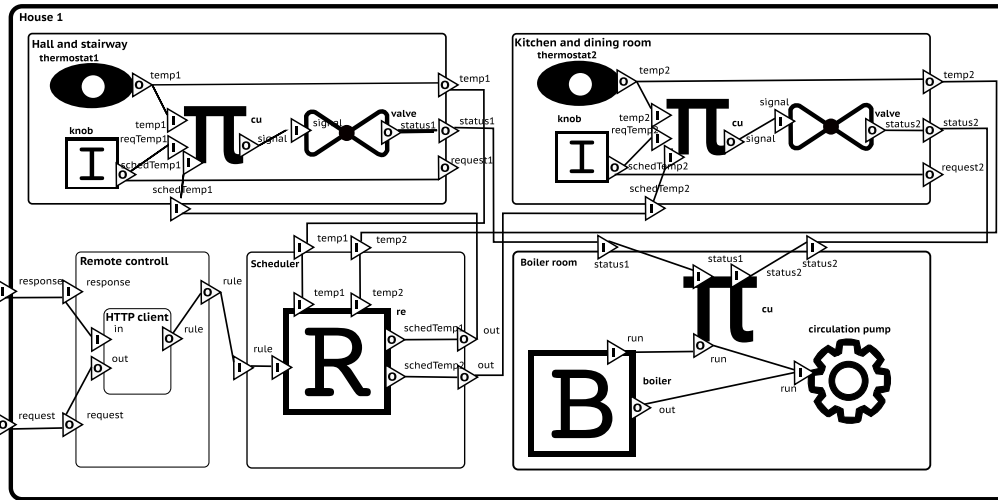 House 1
Hall and stairway
thermostat1
temp1
temp1
knob
temp1
reqTemp1
schedTemp1
cu
signal
signal
valve
status1
status1
request1
schedTemp1
Kitchen and dining room
thermostat2
temp2
temp2
knob
temp2
reqTemp2
schedTemp2
cu
signal
signal
valve
status2
status2
request2
schedTemp2
Remote controll
response
response
HTTP client
in
out
rule
rule
request
request
Scheduler
temp1
temp2
temp1
temp2
re
rule
R
schedTemp1
schedTemp2
out
out
Boiler room
status1
status1
status2
status2
cu
run
run
boiler
B
out
circulation pump
run